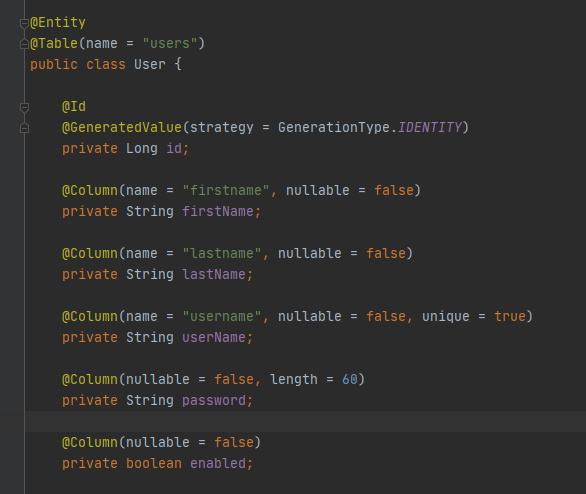 @Entity
@Table(name = "users")
public class User {
@Id
@GeneratedValue(strategy = GenerationType.IDENTITY)
private Long id;
@Column(name = "firstname", nullable = false)
private String firstName;
@Column(name = "lastname", nullable = false)
private String lastName;
@Column(name = "username", nullable = false, unique = true)
private String userName;
@Column(nullable = false, length = 60)
private String password;
@Column(nullable = false)
private boolean enabled;